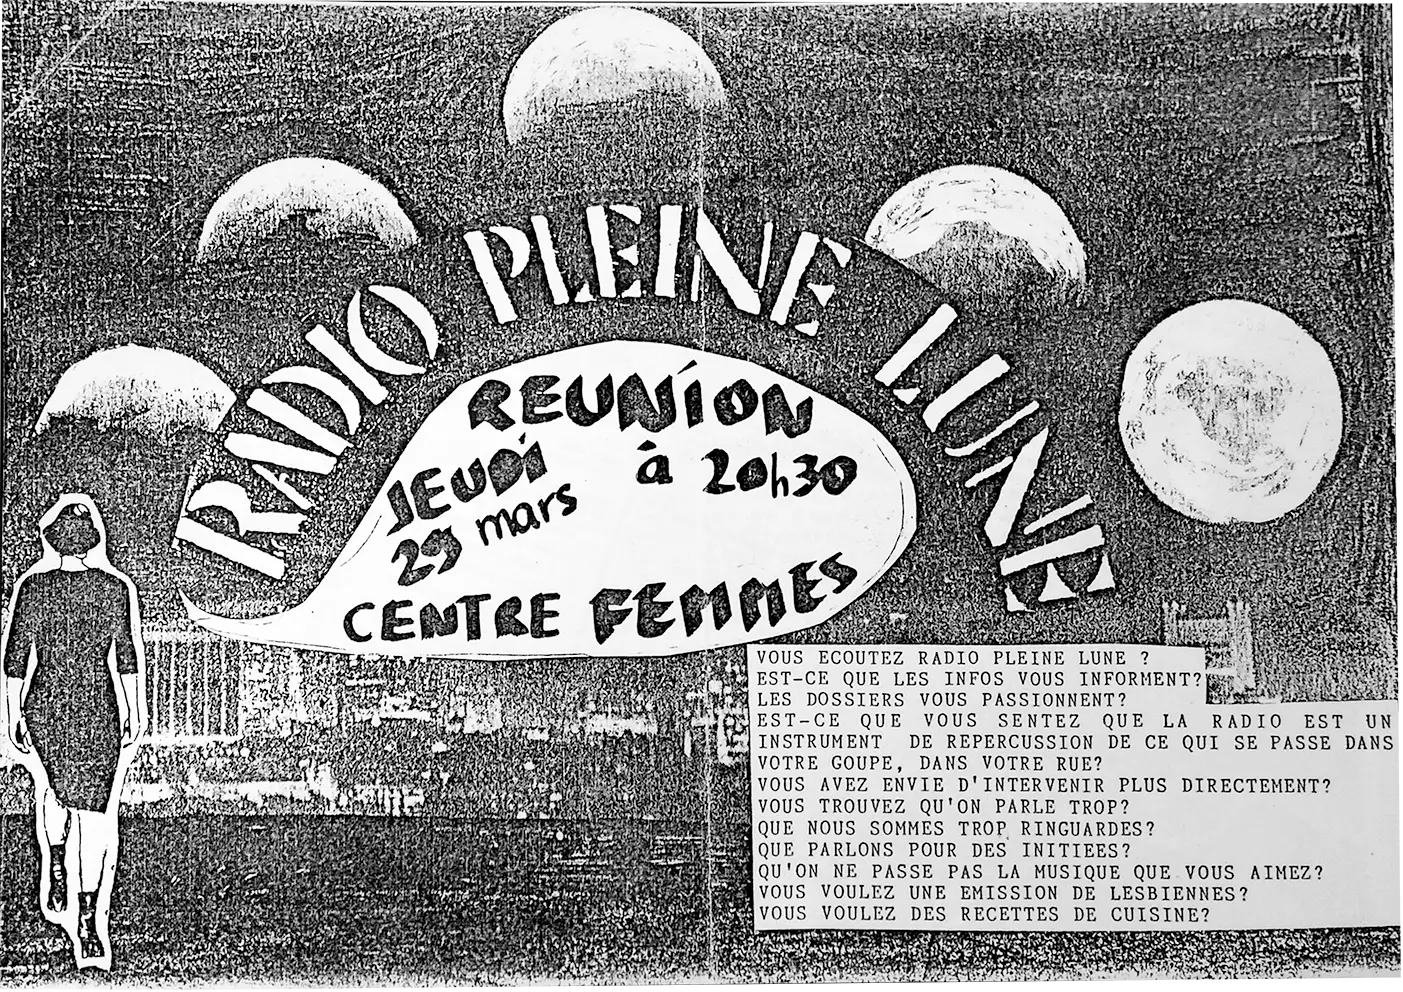 RADIO PLEINE LUNE
REUNION
JEUDI à 20h30
29 mars
CENTRE FEMMES
VOUS ECOUTEZ RADIO PLEINE LUNE ?
EST-CE QUE LES INFOS VOUS INFORMENT?
LES DOSSIERS VOUS PASSIONNENT?
EST-CE QUE VOUS SENTEZ QUE LA RADIO EST UN
INSTRUMENT DE REPERCUSSION DE CE QUI SE PASSE DANS
VOTRE GOUPE, DANS VOTRE RUE?
VOUS AVEZ ENVIE D'INTERVENIR PLUS DIRECTEMENT?
VOUS TROUVEZ QU'ON PARLE TROP?
QUE NOUS SOMMES TROP RINGUARDES?
QUE PARLONS POUR DES INITIEES?
QU'ON NE PASSE PAS LA MUSIQUE QUE VOUS AIMEZ?
VOUS VOULEZ UNE EMISSION DE LESBIENNES?
VOUS VOULEZ DES RECETTES DE CUISINE?